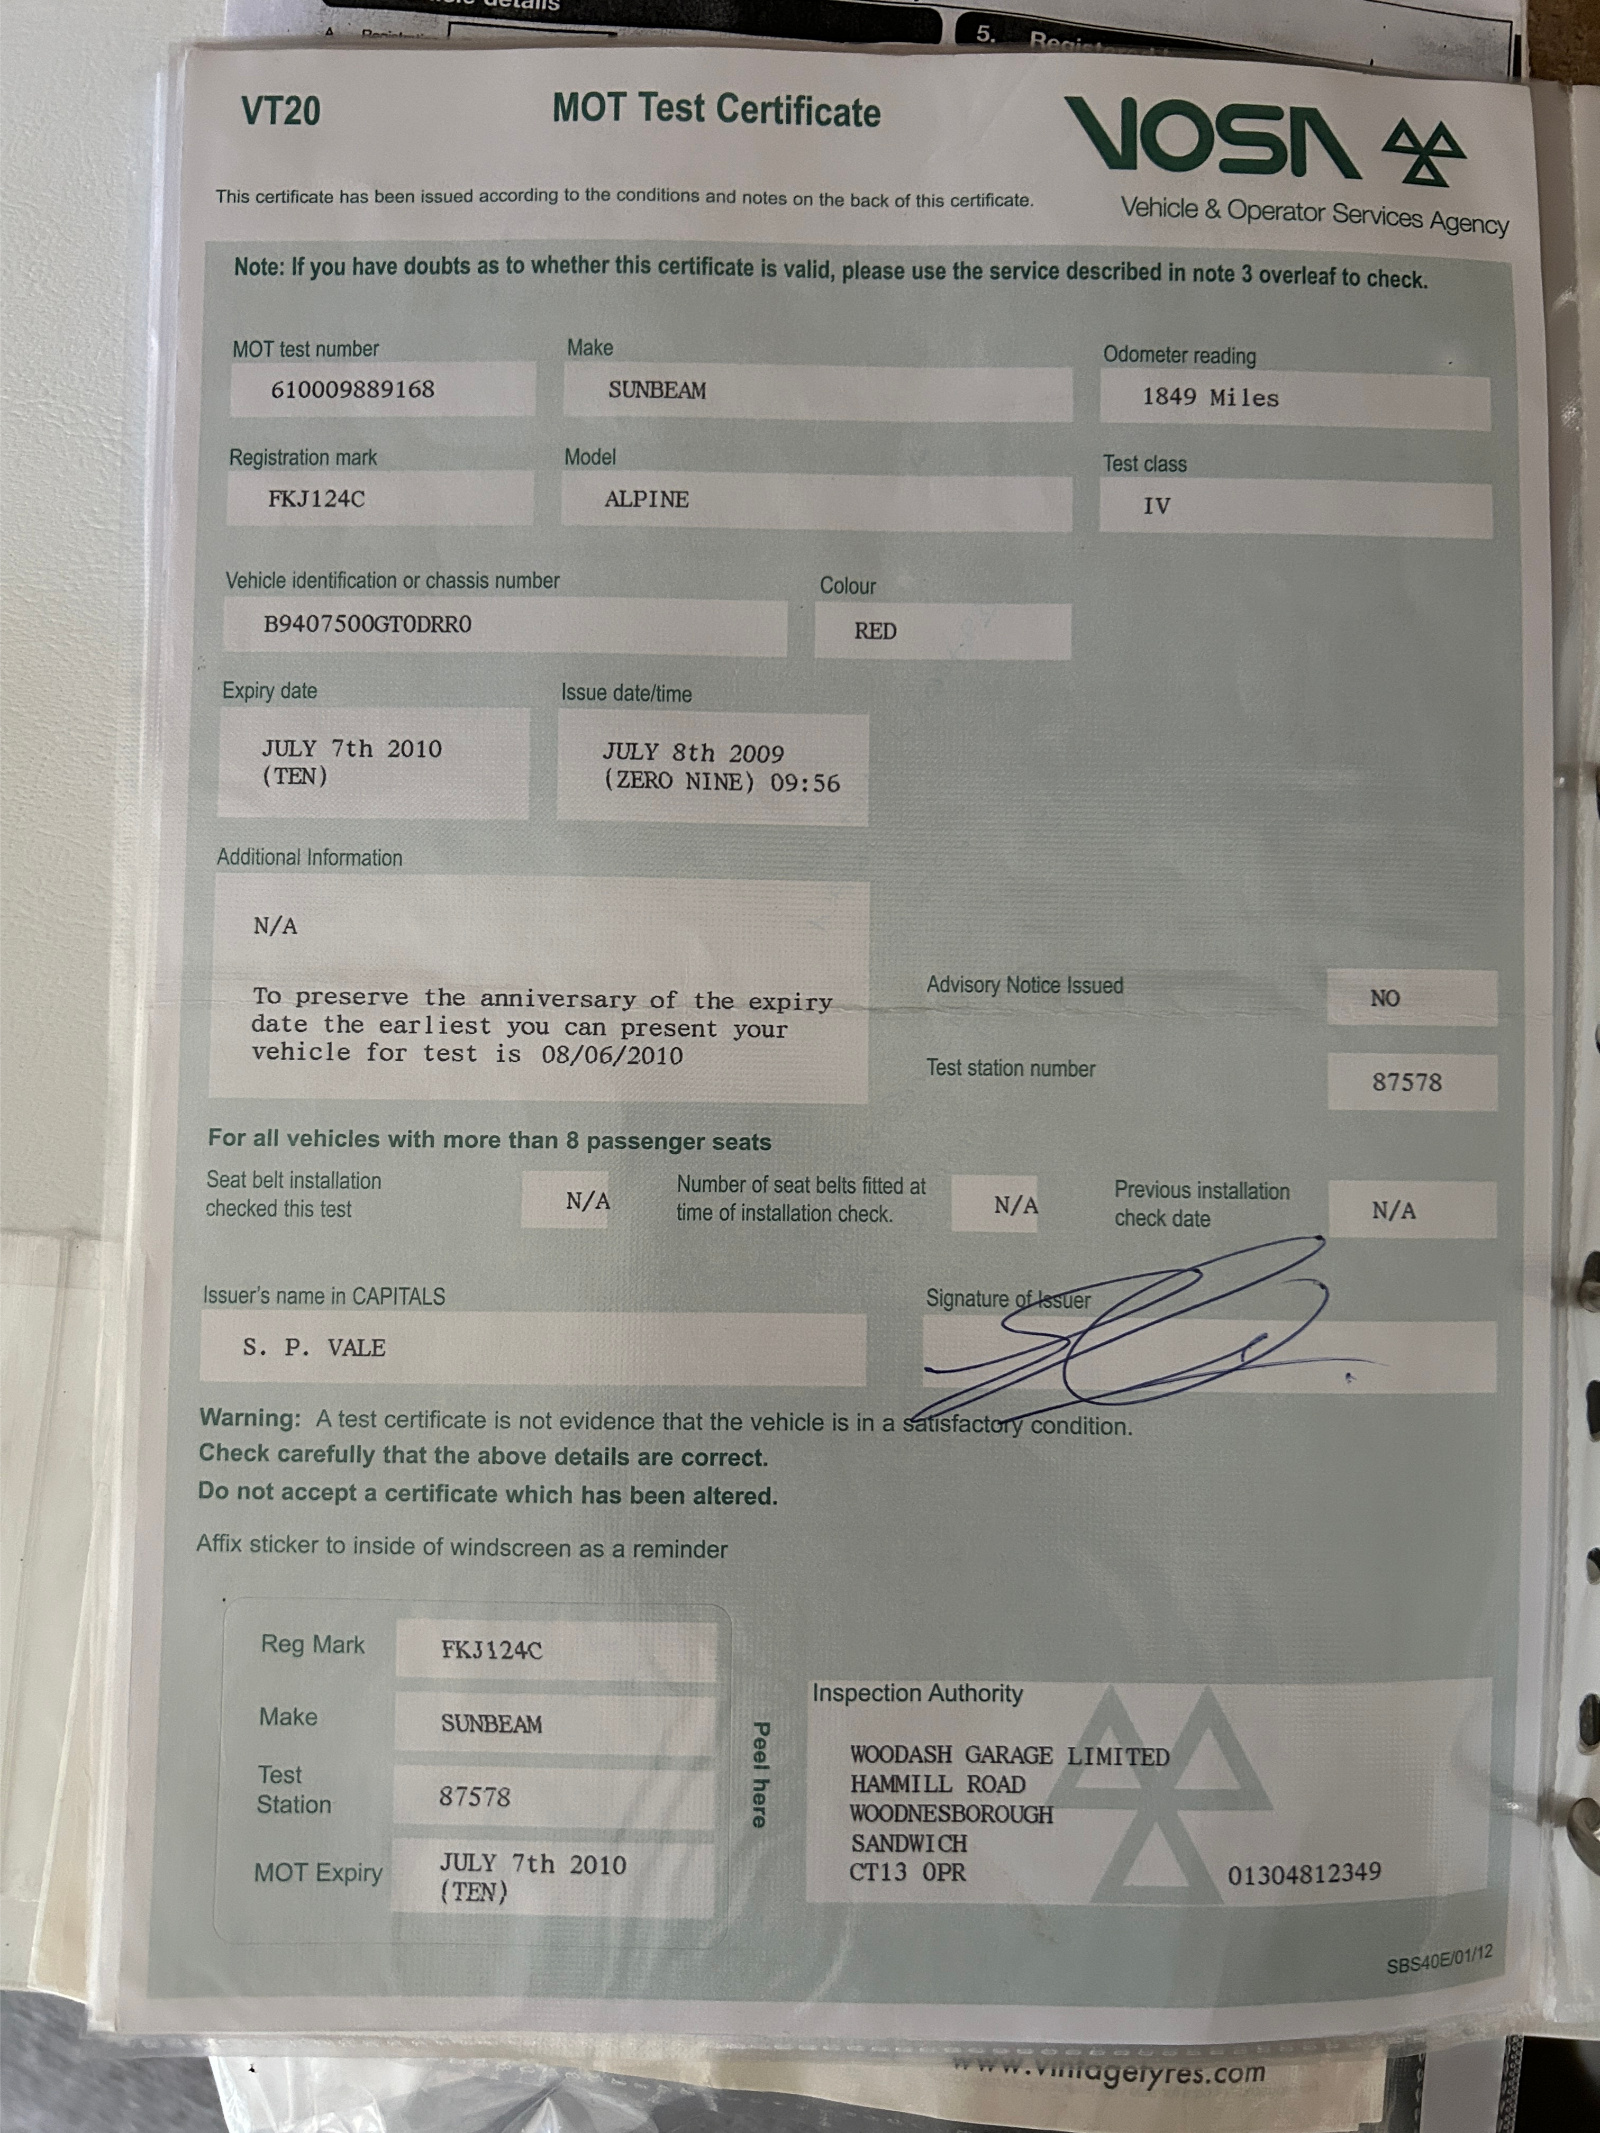 details
5. Registered
VT20
MOT Test Certificate
VOSA
Vehicle & Operator Services Agency
This certificate has been issued according to the conditions and notes on the back of this certificate.
Note: If you have doubts as to whether this certificate is valid, please use the service described in note 3 overleaf to check.
MOT test number
Make
Odometer reading
610009889168
SUNBEAM
1849 Miles
Registration mark
Model
Test class
FKJ124C
ALPINE
IV
Vehicle identification or chassis number
Colour
B9407500GTODRRO
RED
Expiry date
Issue date/time
JULY 7th 2010
(TEN)
JULY 8th 2009
(ZERO NINE) 09:56
Additional Information
N/A
To preserve the anniversary of the expiry
date the earliest you can present your
vehicle for test is 08/06/2010
Advisory Notice Issued
NO
Test station number
87578
For all vehicles with more than 8 passenger seats
Seat belt installation
checked this test
N/A
Number of seat belts fitted at
time of installation check.
N/A
Previous installation
check date
N/A
Issuer's name in CAPITALS
S. P. VALE
Signature of Issuer
Warning: A test certificate is not evidence that the vehicle is in a satisfactory condition.
Check carefully that the above details are correct.
Do not accept a certificate which has been altered.
Affix sticker to inside of windscreen as a reminder
Reg Mark
FKJ124C
Make
SUNBEAM
Test
Station
87578
MOT Expiry
JULY 7th 2010
(TEN)
Peel here
Inspection Authority
WOODASH GARAGE LIMITED
HAMMILL ROAD
WOODNESBOROUGH
SANDWICH
CT13 0PR
01304812349
SBS40E/01/12
www.vintagetyres.com